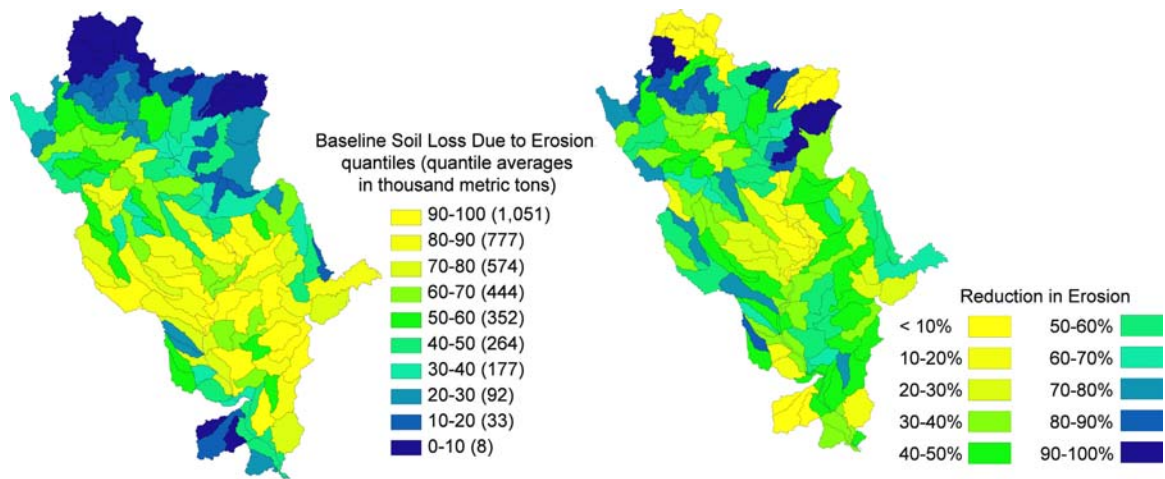 Baseline Soil Loss Due to Erosion
quantiles (quantile averages
in thousand metric tons)
90-100 (1,051)
80-90 (777)
70-80 (574)
60-70 (444)
50-60 (352)
40-50 (264)
30-40 (177)
20-30 (92)
10-20 (33)
0-10 (8)
Reduction in Erosion
< 10% 50-60%
10-20% 60-70%
20-30% 70-80%
30-40% 80-90%
40-50% 90-100%